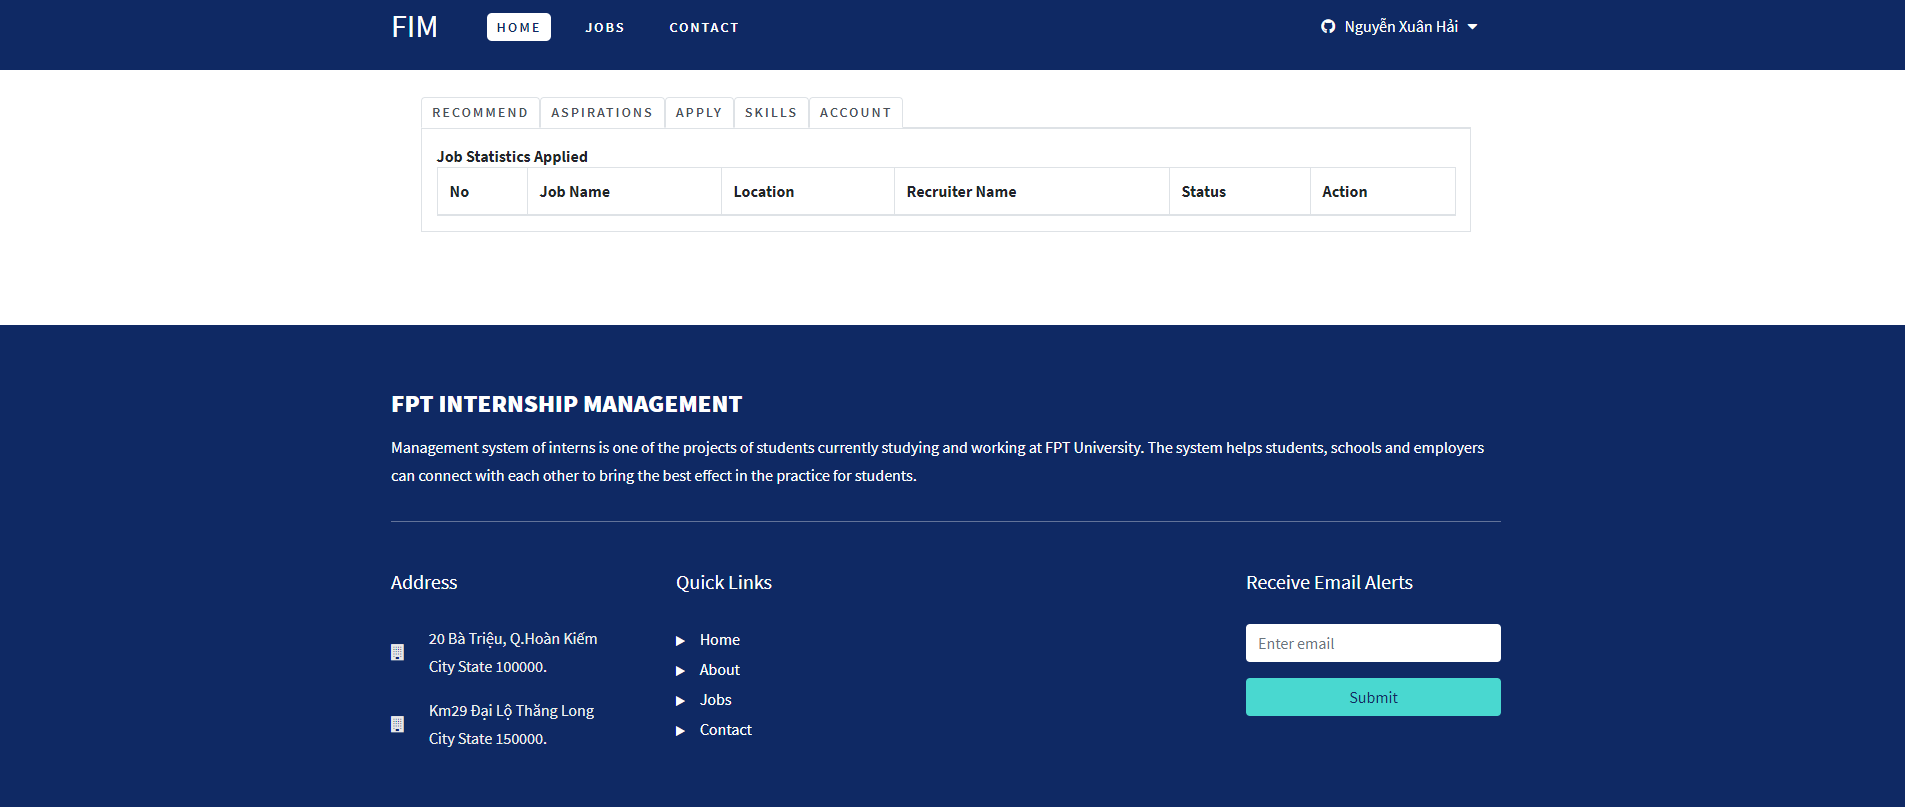 FIM HOME JOBS CONTACT Nguyễn Xuân Hải
RECOMMEND ASPIRATIONS APPLY SKILLS ACCOUNT
Job Statistics Applied
No Job Name Location Recruiter Name Status Action
FPT INTERNSHIP MANAGEMENT
Management system of interns is one of the projects of students currently studying and working at FPT University. The system helps students, schools and employers
can connect with each other to bring the best effect in the practice for students.
Address
20 Bà Triệu, Q.Hoàn Kiếm
City State 100000.
Km29 Đại Lộ Thăng Long
City State 150000.
Quick Links
Home
About
Jobs
Contact
Receive Email Alerts
Enter email
Submit